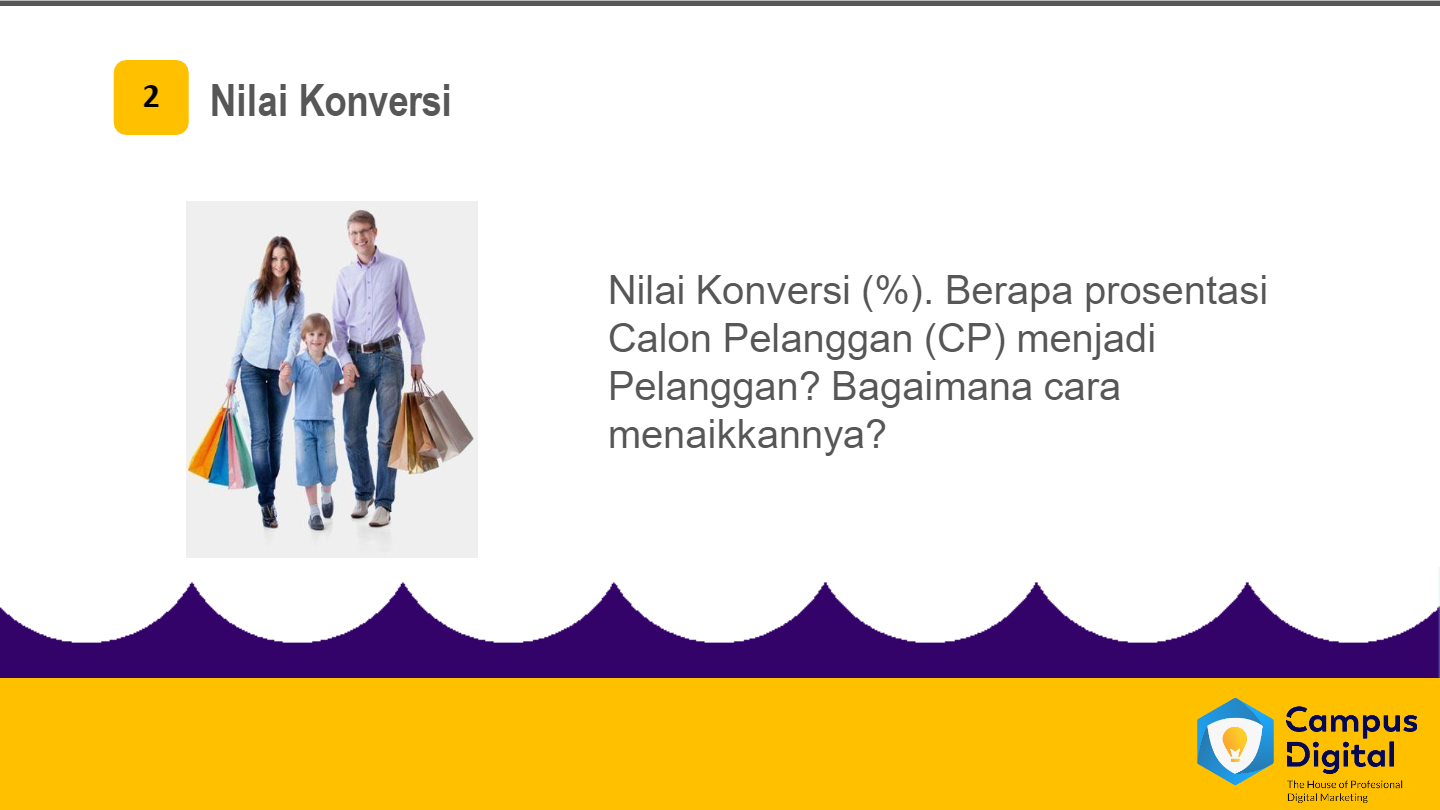 2
Nilai Konversi
Nilai Konversi (%). Berapa prosentasi
Calon Pelanggan (CP) menjadi
Pelanggan? Bagaimana cara
menaikkannya?
Campus
Digital
The House of Profesional
Digital Marketing